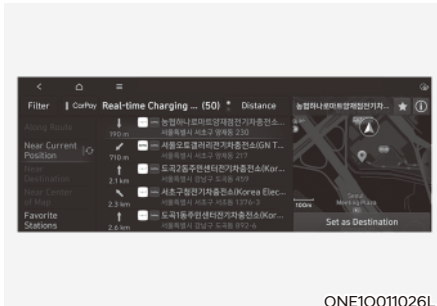 Filter
CarPay
Real-time Charging ... (50)
Distance
농협하나로마트양재점전기차...
Along Route
Near Current Position
Near Destination
Near Center of Map
Favorite Stations
190 m
농협하나로마트양재점전기차충전소...
서울특별시 서초구 양재동 230
710 m
서울오토갤러리전기차충전소(GN T...
서울특별시 서초구 양재동 217
2.1 km
도곡2동주민센터전기차충전소(Kor...
서울특별시 강남구 도곡동 459
2.3 km
서초구청전기차충전소(Korea Elec...
서울특별시 서초구 서초동 1376-3
2.6 km
도곡1동주민센터전기차충전소(Kor...
서울특별시 강남구 도곡동 892-6
100m
Seoul
Set as Destination
ONE1Q011026L